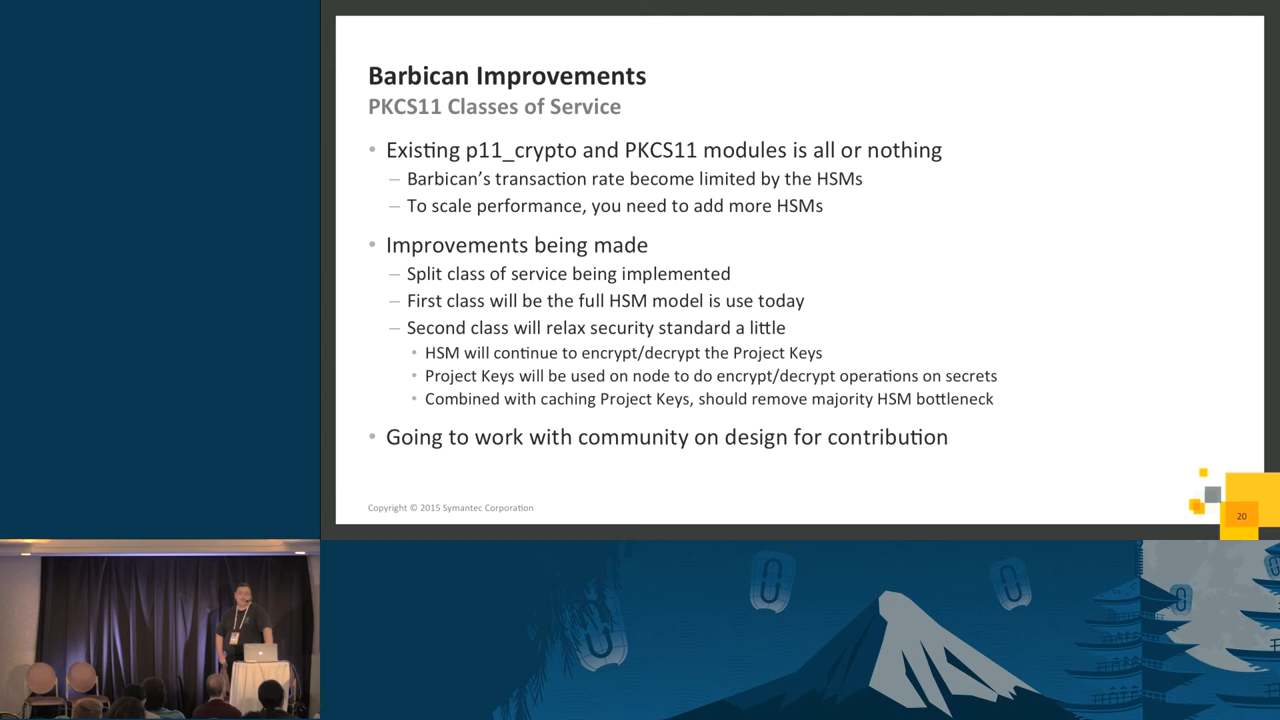 Barbican Improvements
PKCS11 Classes of Service
• Existing p11_crypto and PKCS11 modules is all or nothing
– Barbican's transaction rate become limited by the HSMs
– To scale performance, you need to add more HSMs
• Improvements being made
– Split class of service being implemented
– First class will be the full HSM model is use today
– Second class will relax security standard a little
• HSM will continue to encrypt/decrypt the Project Keys
• Project Keys will be used on node to do encrypt/decrypt operations on secrets
• Combined with caching Project Keys, should remove majority HSM bottleneck
• Going to work with community on design for contribution
Copyright © 2015 Symantec Corporation
20